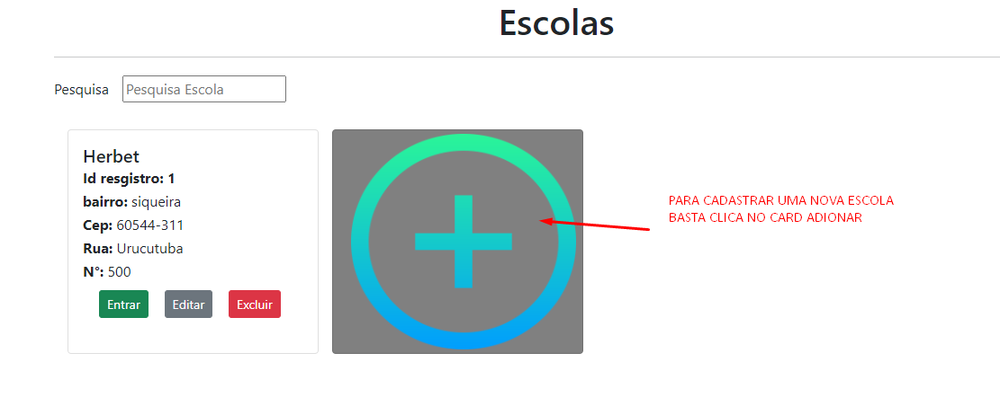 Escolas
Pesquisa Pesquisa Escola
Herbet
Id resgistro: 1
bairro: siqueira
Cep: 60544-311
Rua: Urucutuba
N°: 500
Entrar Editar Excluir
PARA CADASTRAR UMA NOVA ESCOLA
BASTA CLICA NO CARD ADIONAR